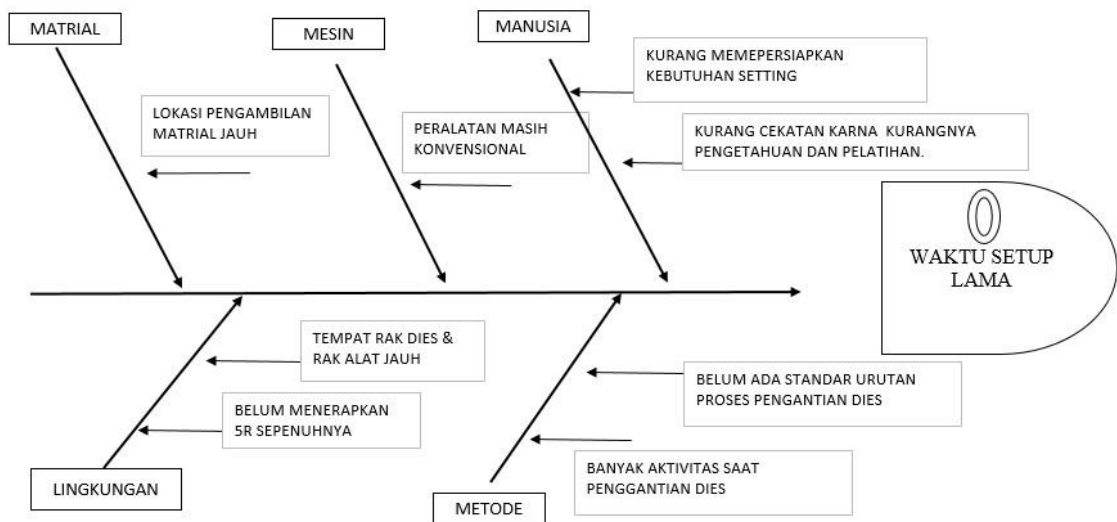 MATRIAL
MESIN
MANUSIA
KURANG MEMEPERSIAPKAN
KEBUTUHAN SETTING
LOKASI PENGAMBILAN
MATRIAL JAUH
PERALATAN MASIH
KONVENSIONAL
KURANG CEKATAN KARNA KURANGNYA
PENGETAHUAN DAN PELATIHAN.
WAKTU SETUP
LAMA
TEMPAT RAK DIES &
RAK ALAT JAUH
BELUM ADA STANDAR URUTAN
PROSES PENGANTIAN DIES
BELUM MENERAPKAN
5R SEPENUHNYA
BANYAK AKTIVITAS SAAT
PENGGANTIAN DIES
LINGKUNGAN
METODE